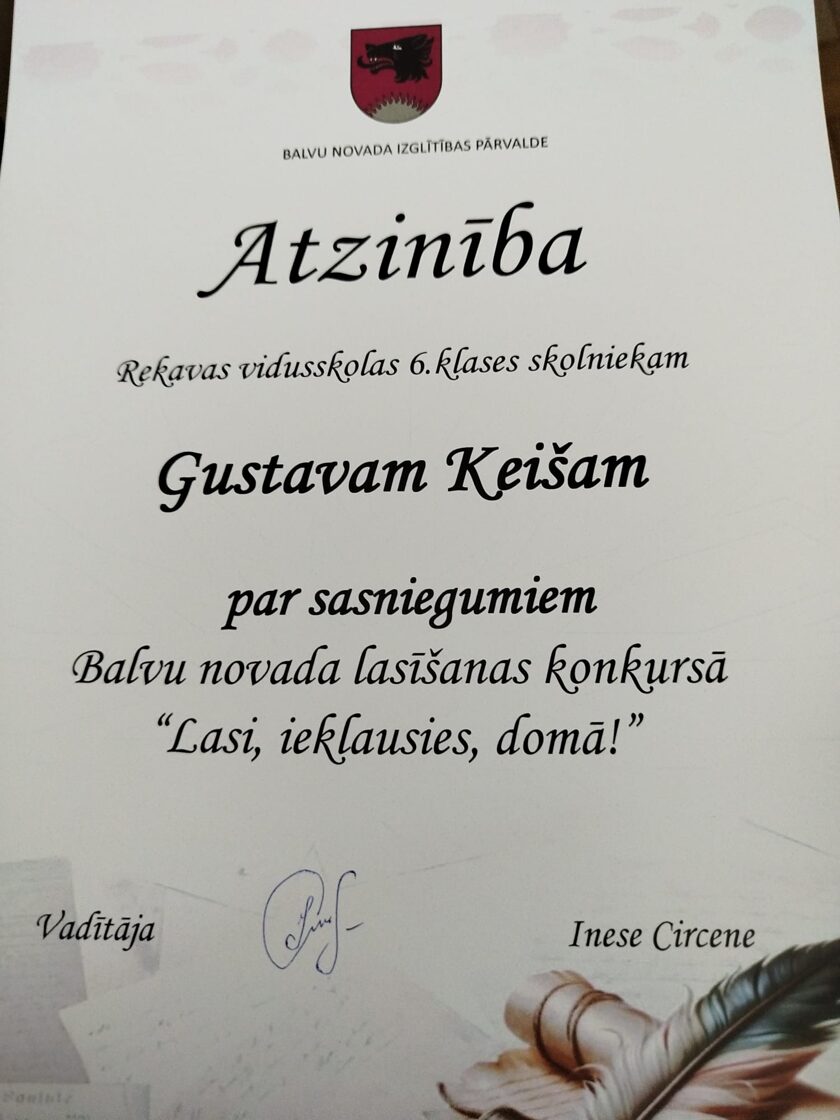 BALVU NOVADA IZGLĪTĪBAS PĀRVALDE
Atzinība
Rekavas vidusskolas 6.klases skolniekam
Gustavam Keišam
par sasniegumiem
Balvu novada lasīšanas konkursā
“Lasi, ieklausies, domā!”
Vadītāja
Inese Circene